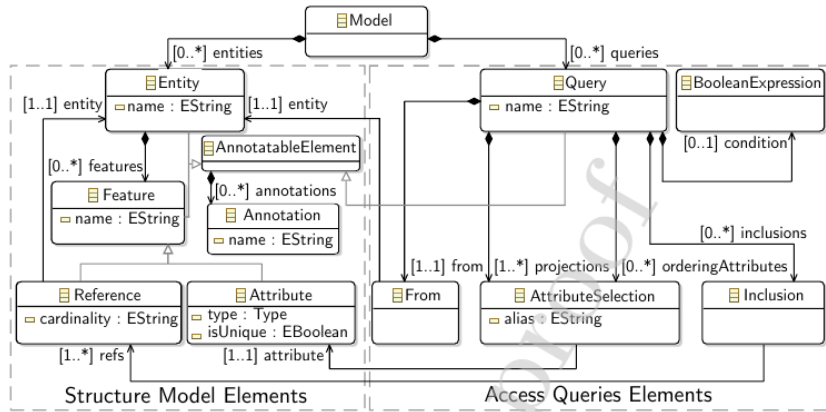 Model
[0..*] entities
[0..*] queries
Entity
name : EString
Query
name : EString
BooleanExpression
[1..1] entity
[1..1] entity
[0..1] condition
AnnotatableElement
[0..*] features
[0..*] annotations
Feature
name : EString
Annotation
name : EString
[0..*] inclusions
[1..1] from
[1..*] projections
[0..*] orderingAttributes
Reference
cardinality : EString
Attribute
type : Type
isUnique : EBoolean
From
AttributeSelection
alias : EString
Inclusion
[1..*] refs
[1..1] attribute
Structure Model Elements
Access Queries Elements
proof